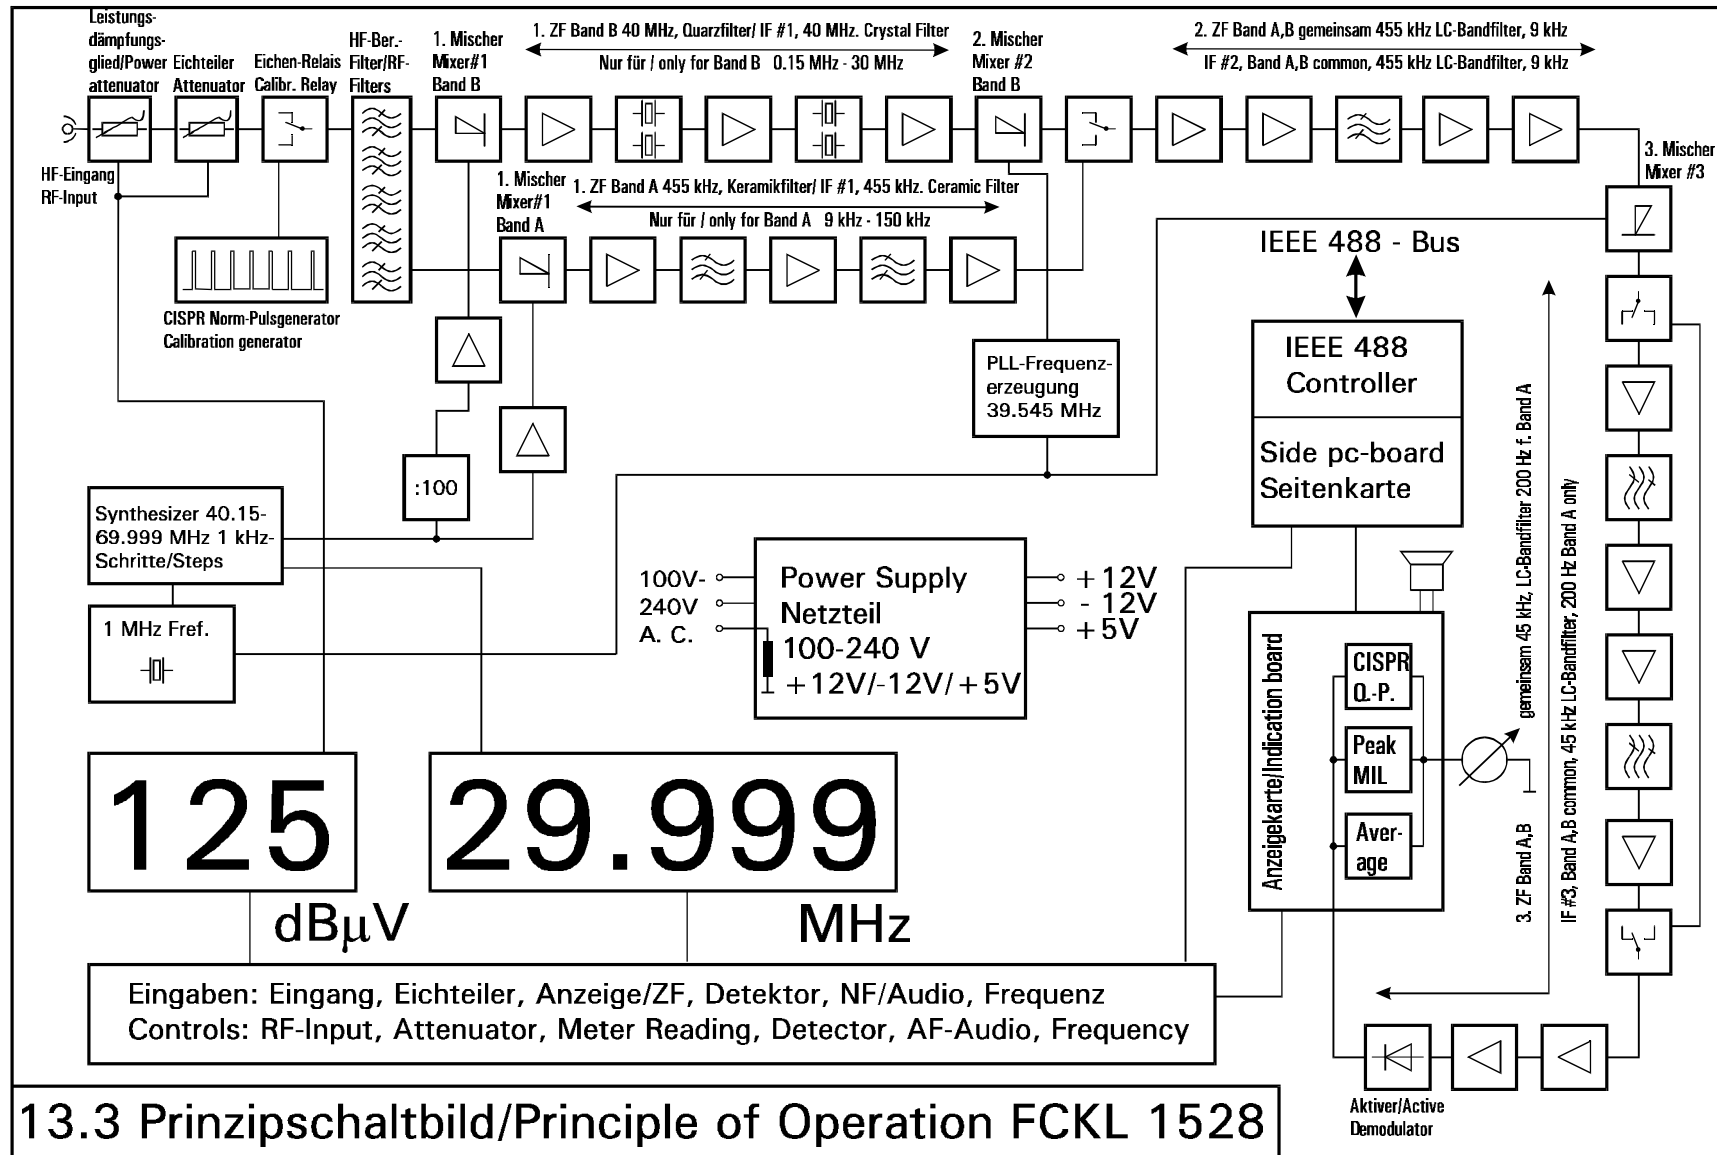 Leistungs-
dämpfungs-
glied/Power
attenuator
Eichteiler
Attenuator
Eichen-Relais
Calibr. Relay
HF-Ber.-
Filter/RF-
Filters
1. Mischer
Mixer#1
Band B
1. ZF Band B 40 MHz, Quarzfilter/ IF #1, 40 MHz. Crystal Filter
Nur für / only for Band B 0.15 MHz - 30 MHz
2. Mischer
Mixer #2
Band B
2. ZF Band A,B gemeinsam 455 kHz LC-Bandfilter, 9 kHz
IF #2, Band A,B common, 455 kHz LC-Bandfilter, 9 kHz
3. Mischer
Mixer #3
HF-Eingang
RF-Input
1. Mischer
Mixer#1
Band A
1. ZF Band A 455 kHz, Keramikfilter/ IF #1, 455 kHz. Ceramic Filter
Nur für / only for Band A 9 kHz - 150 kHz
CISPR Norm-Pulsgenerator
Calibration generator
IEEE 488 - Bus
IEEE 488
Controller
Side pc-board
Seitenkarte
PLL-Frequenz-
erzeugung
39.545 MHz
:100
Synthesizer 40.15-
69.999 MHz 1 kHz-
Schritte/Steps
1 MHz Fref.
100V-
240V
A. C.
Power Supply
Netzteil
100-240 V
+12V/-12V/+5V
+12V
- 12V
+5V
Anzeigekarte/Indication board
CISPR
Q.-P.
Peak
MIL
Aver-
age
3. ZF Band A,B gemeinsam 45 kHz, LC-Bandfilter 200 Hz f. Band A
IF #3, Band A,B common, 45 kHz LC-Bandfilter, 200 Hz Band A only
125
dBµV
29.999
MHz
Eingaben: Eingang, Eichteiler, Anzeige/ZF, Detektor, NF/Audio, Frequenz
Controls: RF-Input, Attenuator, Meter Reading, Detector, AF-Audio, Frequency
Aktiver/Active
Demodulator
13.3 Prinzipschaltbild/Principle of Operation FCKL 1528